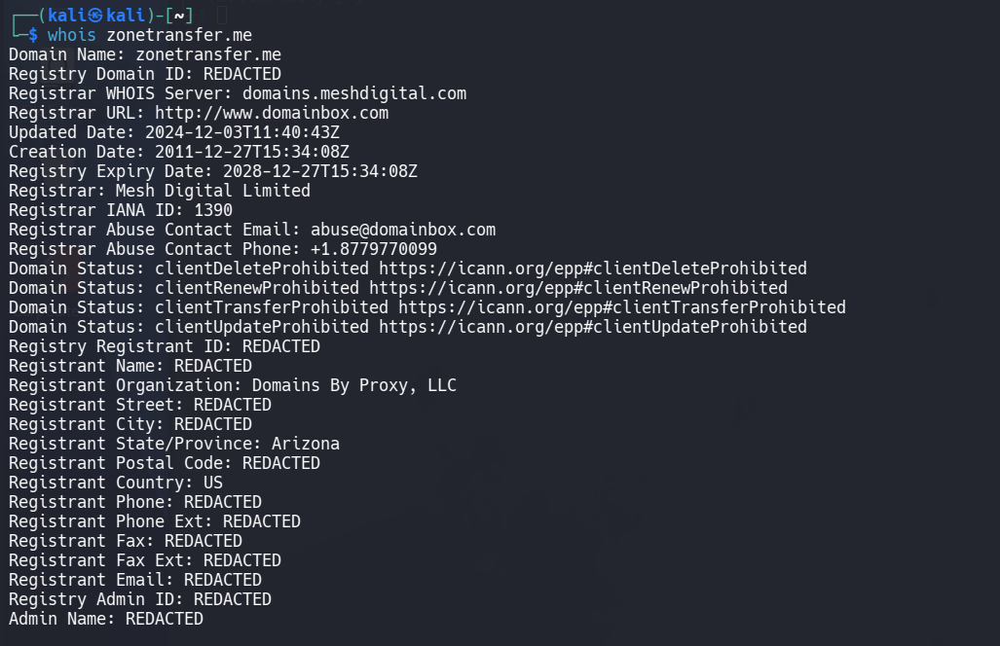 ┌──(kali㉿kali)-[~]
└─$ whois zonetransfer.me
Domain Name: zonetransfer.me
Registry Domain ID: REDACTED
Registrar WHOIS Server: domains.meshdigital.com
Registrar URL: http://www.domainbox.com
Updated Date: 2024-12-03T11:40:43Z
Creation Date: 2011-12-27T15:34:08Z
Registry Expiry Date: 2028-12-27T15:34:08Z
Registrar: Mesh Digital Limited
Registrar IANA ID: 1390
Registrar Abuse Contact Email: abuse@domainbox.com
Registrar Abuse Contact Phone: +1.8779770099
Domain Status: clientDeleteProhibited https://icann.org/epp#clientDeleteProhibited
Domain Status: clientRenewProhibited https://icann.org/epp#clientRenewProhibited
Domain Status: clientTransferProhibited https://icann.org/epp#clientTransferProhibited
Domain Status: clientUpdateProhibited https://icann.org/epp#clientUpdateProhibited
Registry Registrant ID: REDACTED
Registrant Name: REDACTED
Registrant Organization: Domains By Proxy, LLC
Registrant Street: REDACTED
Registrant City: REDACTED
Registrant State/Province: Arizona
Registrant Postal Code: REDACTED
Registrant Country: US
Registrant Phone: REDACTED
Registrant Phone Ext: REDACTED
Registrant Fax: REDACTED
Registrant Fax Ext: REDACTED
Registrant Email: REDACTED
Registry Admin ID: REDACTED
Admin Name: REDACTED